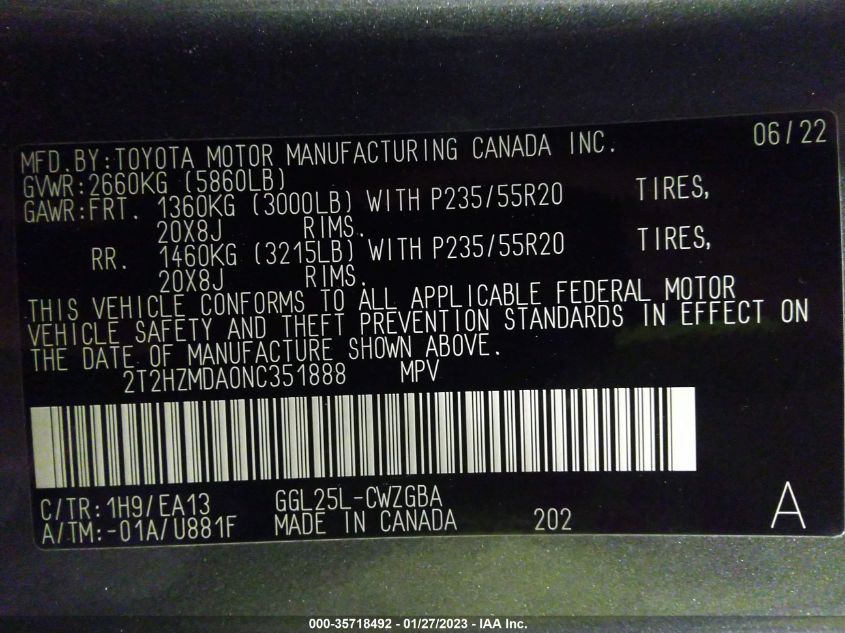 06/22
MFD.BY:TOYOTA MOTOR MANUFACTURING CANADA INC.
GVWR:2660KG (5860LB)
GAWR:FRT. 1360KG (3000LB) WITH P235/55R20 TIRES,
20X8J RIMS.
RR. 1460KG (3215LB) WITH P235/55R20 TIRES,
20X8J RIMS.
THIS VEHICLE CONFORMS TO ALL APPLICABLE FEDERAL MOTOR
VEHICLE SAFETY AND THEFT PREVENTION STANDARDS IN EFFECT ON
THE DATE OF MANUFACTURE SHOWN ABOVE.
2T2HZMDA0NC351888 MPV
C/TR:1H9/EA13 GGL25L-CWZGBA
A/TM:-01A/U881F MADE IN CANADA 202 A
000-35718492 - 01/27/2023 - IAA Inc.